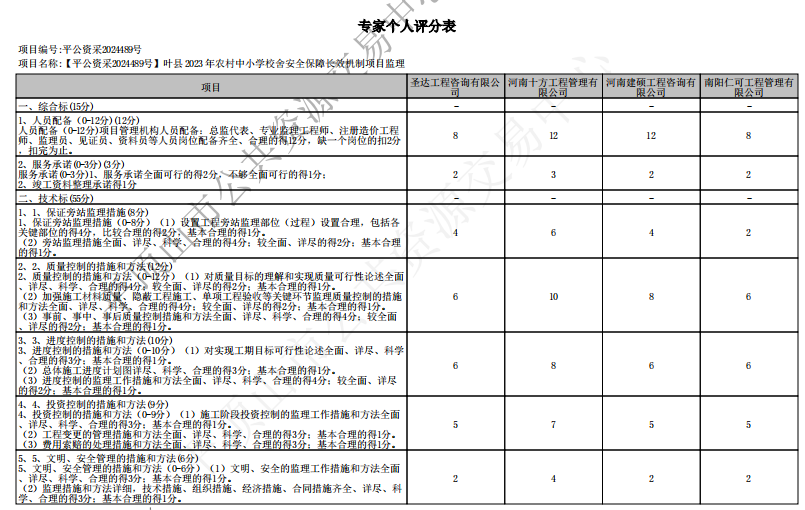 专家个人评分表
项目编号:平公资采2024489号
项目名称:【平公资采2024489号】叶县2023年农村中小学校舍安全保障长效机制项目监理
项目
圣达工程咨询有限公司
河南十方工程管理有限公司
河南建硕工程咨询有限公司
南阳仁可工程管理有限公司
一、综合标(15分) - - - -
1、人员配备 (0-12分)(12分)
人员配备 (0-12分)项目管理机构人员配备:总监代表、专业监理工程师、注册造价工程
师、监理员、见证员、资料员等人员岗位配备齐全、合理的得12分,缺一个岗位的扣2分
,扣完为止。
8 12 12 8
2、服务承诺(0-3分)(3分)
服务承诺(0-3分)1、服务承诺全面可行的得2分,不够全面可行的得1分;
2、竣工资料整理承诺得1分
2 3 2 2
二、技术标(55分) - - - -
1、1、保证旁站监理措施(8分)
1、保证旁站监理措施(0-8分)(1)设置工程旁站监理部位(过程)设置合理,包括各
关键部位的得4分,比较合理的得2分,基本合理的得1分。
(2)旁站监理措施全面、详尽、科学、合理的得4分;较全面、详尽的得2分;基本合理
的得1分。
4 6 4 2
2、2、质量控制的措施和方法(12分)
2、质量控制的措施和方法(0-12分)(1)对质量目标的理解和实现质量可行性论述全面
、详尽、科学、合理的得4分;较全面、详尽的得2分;基本合理的得1分。
(2)加强施工材料质量、隐蔽工程施工、单项工程验收等关键环节监理质量控制的措施
和方法全面、详尽、科学、合理的得4分;较全面、详尽的得2分;基本合理的得1分。
(3)事前、事中、事后质量控制措施和方法全面、详尽、科学、合理的得4分;较全面
、详尽的得2分;基本合理的得1分。
6 10 8 6
3、3、进度控制的措施和方法(10分)
3、进度控制的措施和方法(0-10分)(1)对实现工期目标可行性论述全面、详尽、科学
、合理的得3分;基本合理的得1分。
(2)总体施工进度计划图详尽、科学、合理的得3分;基本合理的得1分。
(3)进度控制的监理工作措施和方法全面、详尽、科学、合理的得4分;较全面、详尽
的得2分;基本合理的得1分。
6 8 6 6
4、4、投资控制的措施和方法(9分)
4、投资控制的措施和方法(0-9分)(1)施工阶段投资控制的监理工作措施和方法全面
、详尽、科学、合理的得3分;基本合理的得1分。
(2)工程变更的管理措施和方法全面、详尽、科学、合理的得3分;基本合理的得1分。
(3)费用索赔的处理措施和方法全面、详尽、科学、合理的得3分;基本合理的得1分。
5 7 5 5
5、5、文明、安全管理的措施和方法(6分)
5、文明、安全管理的措施和方法(0-6分)(1)文明、安全的监理工作措施和方法全面
、详尽、科学、合理的得3分;基本合理的得1分。
(2)监理措施和方法详细,技术措施、组织措施、经济措施、合同措施齐全、详尽、科
学、合理的得3分;基本合理的得1分。
2 4 2 2